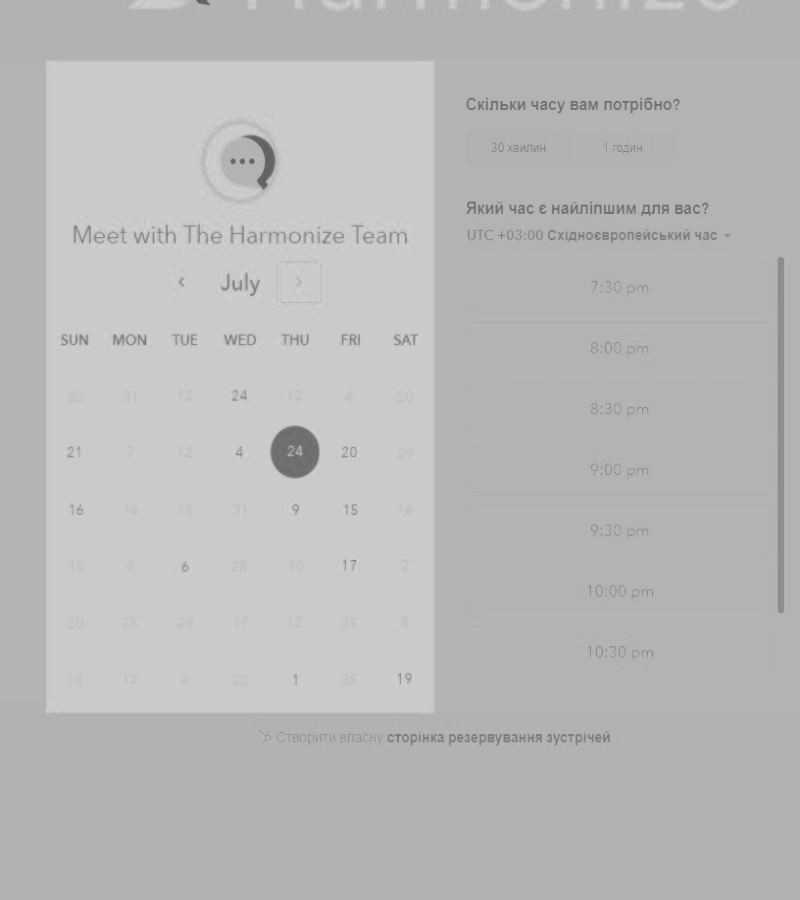 Harmonize
Meet with The Harmonize Team
July
SUN MON TUE WED THU FRI SAT
22 31 12 24 12 4 20
21 7 12 4 24 20 29
16 16 13 31 9 15 16
10 8 6 28 10 17 2
20 25 29 17 12 25 8
18 12 4 22 1 25 19
Скільки часу вам потрібно?
30 хвилин 1 годин
Який час є найліпшим для вас?
UTC +03:00 Східноєвропейський час
7:30 pm
8:00 pm
8:30 pm
9:00 pm
9:30 pm
10:00 pm
10:30 pm
Створити власну сторінка резервування зустрічей